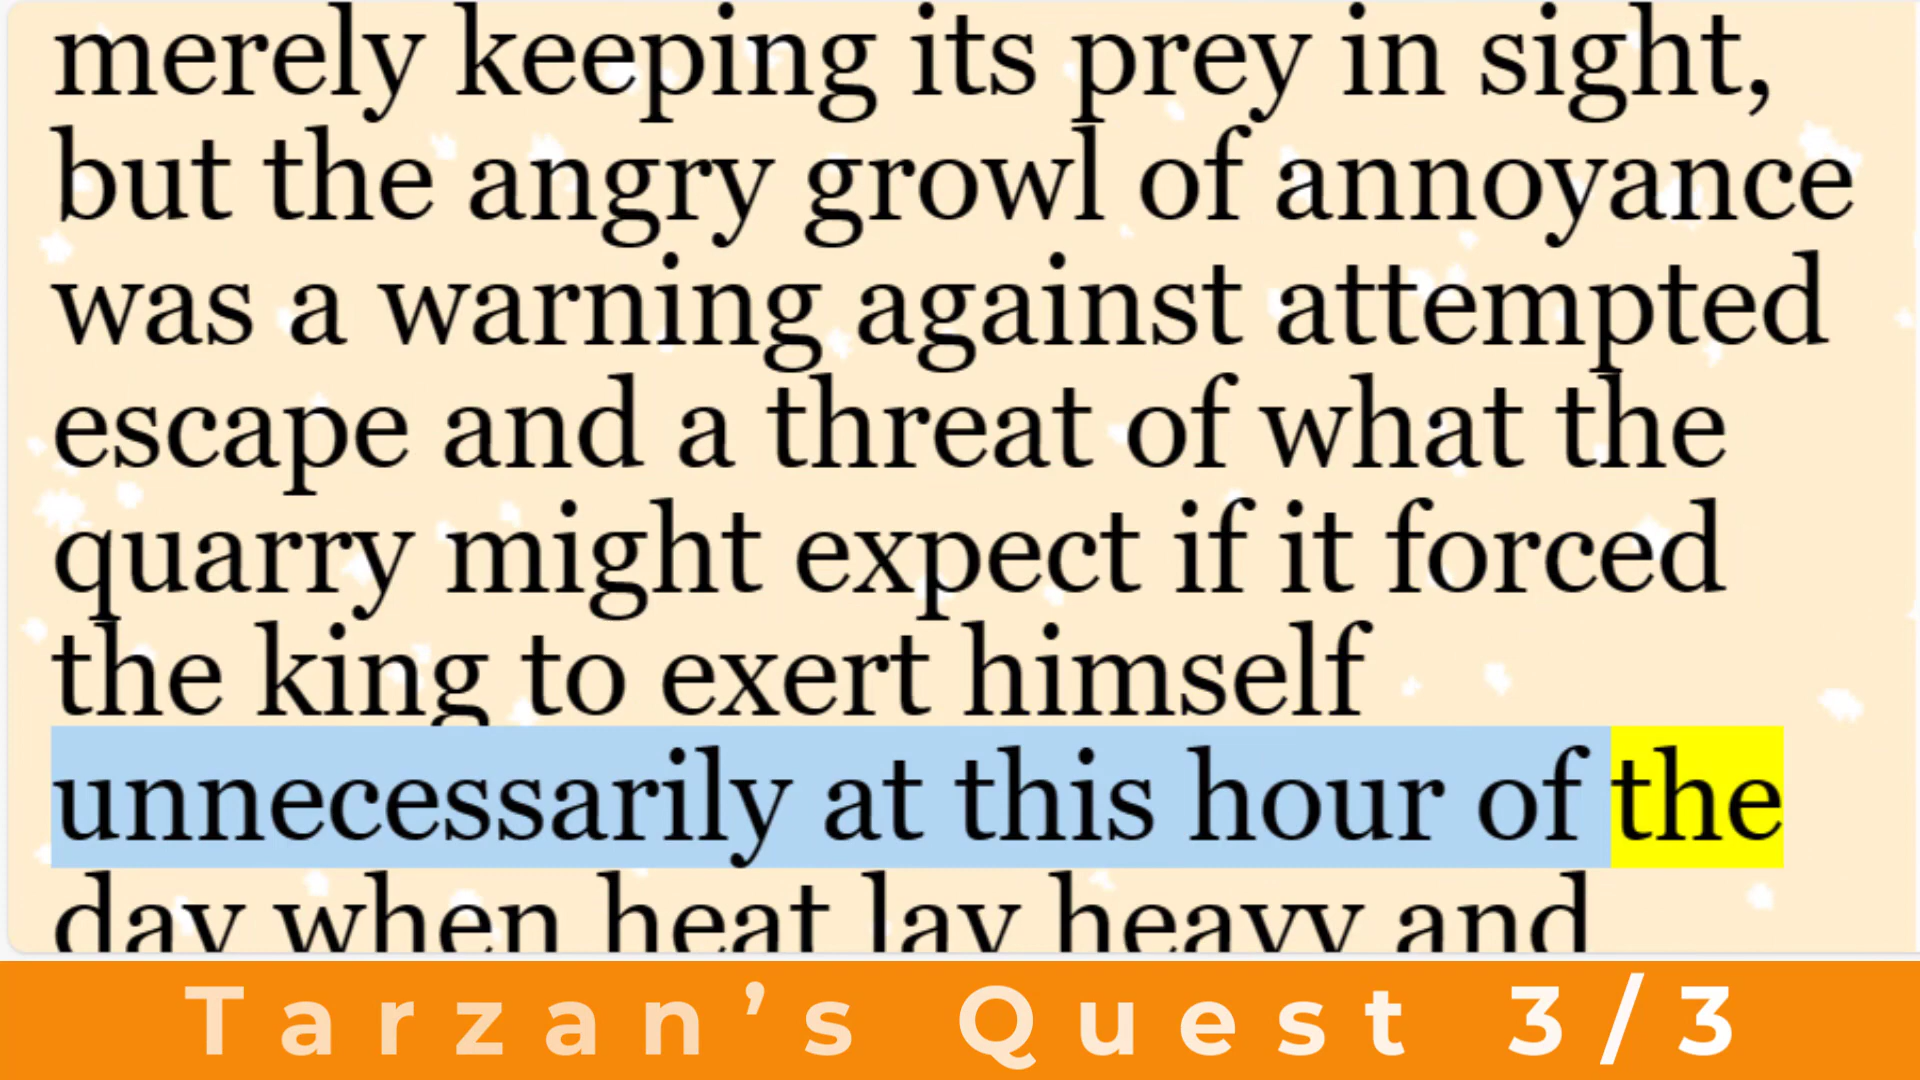 merely keeping its prey in sight,
but the angry growl of annoyance
was a warning against attempted
escape and a threat of what the
quarry might expect if it forced
the king to exert himself
unnecessarily at this hour of the
day when heat lay heavy and
Tarzan’s Quest 3/3